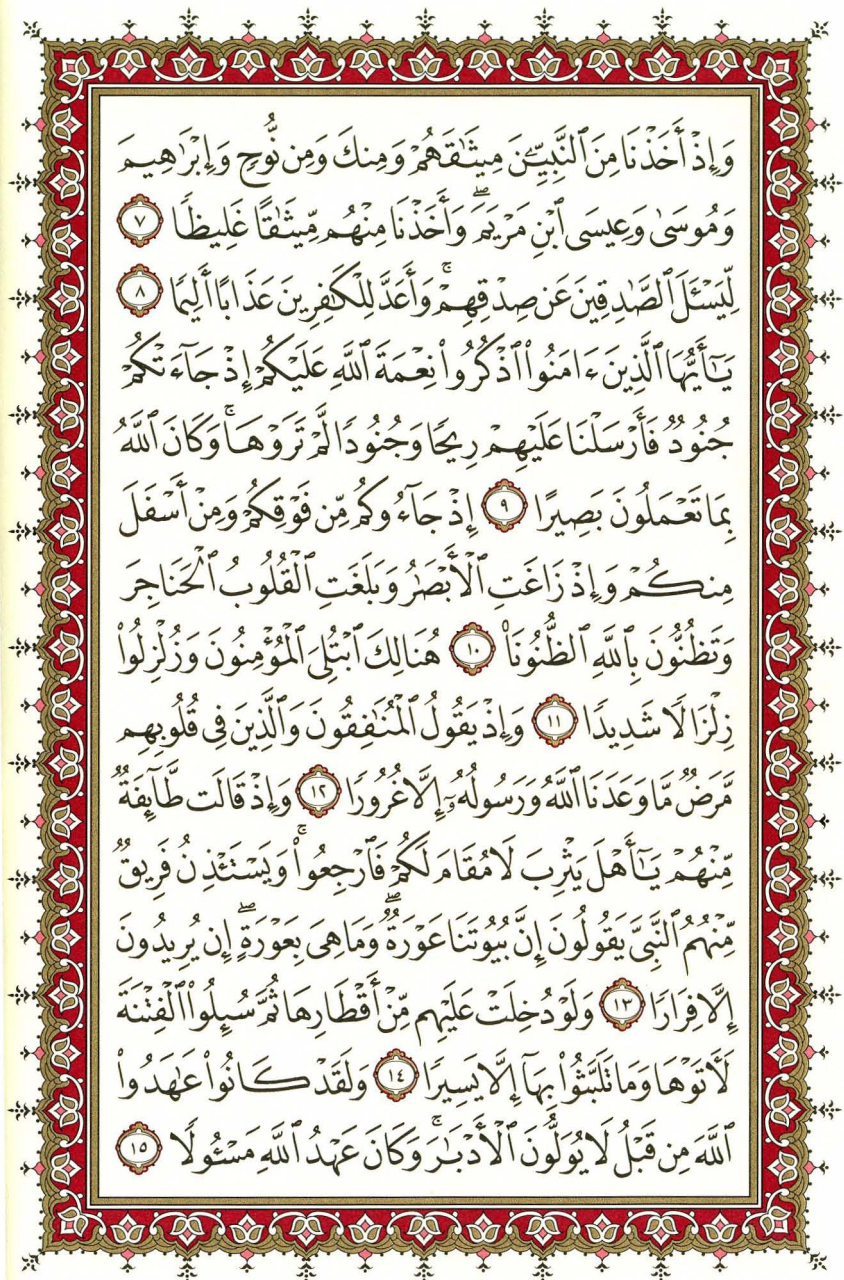 وَإِذْ أَخَذْنَا مِنَ ٱلنَّبِيِّـۧنَ مِيثَـٰقَهُمْ وَمِنكَ وَمِن نُّوحٍ وَإِبْرَٰهِيمَ
وَمُوسَىٰ وَعِيسَى ٱبْنِ مَرْيَمَ ۖ وَأَخَذْنَا مِنْهُم مِّيثَـٰقًا غَلِيظًا ٧
لِّيَسْـَٔلَ ٱلصَّـٰدِقِينَ عَن صِدْقِهِمْ ۚ وَأَعَدَّ لِلْكَـٰفِرِينَ عَذَابًا أَلِيمًا ٨
يَـٰٓأَيُّهَا ٱلَّذِينَ ءَامَنُوا۟ ٱذْكُرُوا۟ نِعْمَةَ ٱللَّهِ عَلَيْكُمْ إِذْ جَآءَتْكُمْ
جُنُودٌ فَأَرْسَلْنَا عَلَيْهِمْ رِيحًا وَجُنُودًا لَّمْ تَرَوْهَا ۚ وَكَانَ ٱللَّهُ
بِمَا تَعْمَلُونَ بَصِيرًا ٩ إِذْ جَآءُوكُم مِّن فَوْقِكُمْ وَمِنْ أَسْفَلَ
مِنكُمْ وَإِذْ زَاغَتِ ٱلْأَبْصَـٰرُ وَبَلَغَتِ ٱلْقُلُوبُ ٱلْحَنَاجِرَ
وَتَظُنُّونَ بِٱللَّهِ ٱلظُّنُونَا۠ ١٠ هُنَالِكَ ٱبْتُلِىَ ٱلْمُؤْمِنُونَ وَزُلْزِلُوا۟
زِلْزَالًا شَدِيدًا ١١ وَإِذْ يَقُولُ ٱلْمُنَـٰفِقُونَ وَٱلَّذِينَ فِى قُلُوبِهِم
مَّرَضٌ مَّا وَعَدَنَا ٱللَّهُ وَرَسُولُهُۥٓ إِلَّا غُرُورًا ١٢ وَإِذْ قَالَت طَّآئِفَةٌ
مِّنْهُمْ يَـٰٓأَهْلَ يَثْرِبَ لَا مُقَامَ لَكُمْ فَٱرْجِعُوا۟ ۚ وَيَسْتَـْٔذِنُ فَرِيقٌ
مِّنْهُمُ ٱلنَّبِىَّ يَقُولُونَ إِنَّ بُيُوتَنَا عَوْرَةٌ ۖ وَمَا هِىَ بِعَوْرَةٍ ۖ إِن يُرِيدُونَ
إِلَّا فِرَارًا ١٣ وَلَوْ دُخِلَتْ عَلَيْهِم مِّنْ أَقْطَارِهَا ثُمَّ سُئِلُوا۟ ٱلْفِتْنَةَ
لَـَٔاتَوْهَا وَمَا تَلَبَّثُوا۟ بِهَآ إِلَّا يَسِيرًا ١٤ وَلَقَدْ كَانُوا۟ عَـٰهَدُوا۟
ٱللَّهَ مِن قَبْلُ لَا يُوَلُّونَ ٱلْأَدْبَـٰرَ ۚ وَكَانَ عَهْدُ ٱللَّهِ مَسْـُٔولًا ١٥